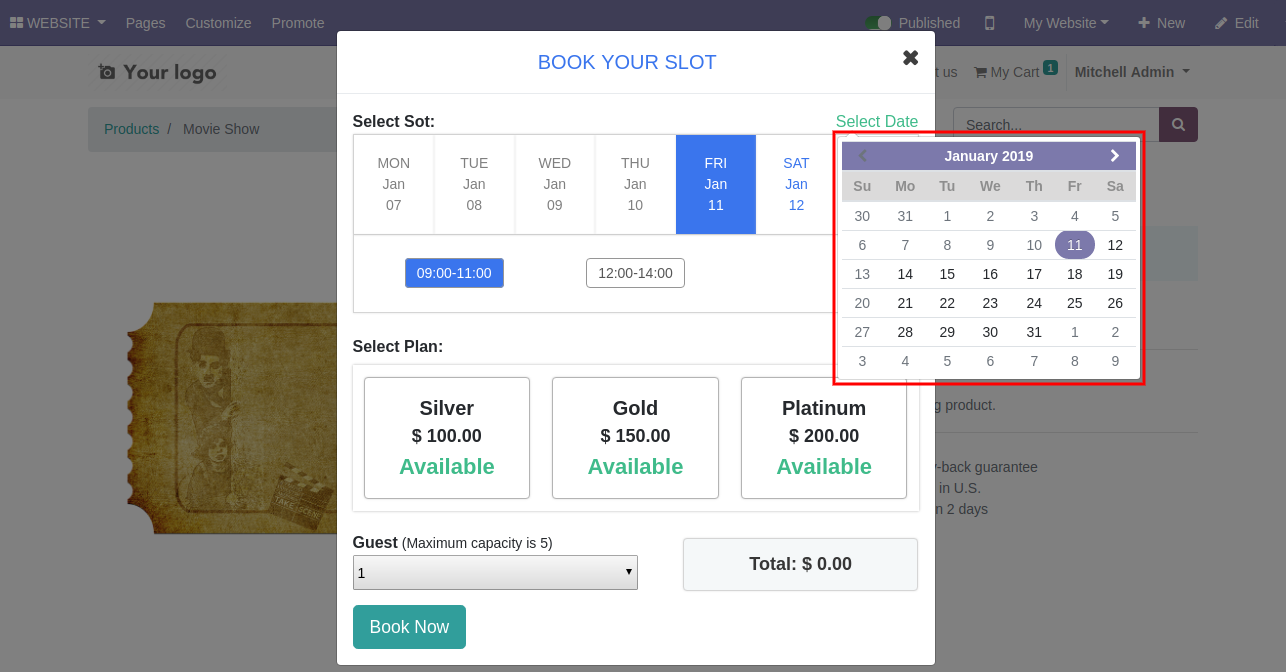 WEBSITE Pages Customize Promote Published My Website New Edit
Your logo t us My Cart 1 Mitchell Admin
Products / Movie Show
Search...
BOOK YOUR SLOT
Select Sot: Select Date
MON TUE WED THU FRI SAT
Jan Jan Jan Jan Jan Jan
07 08 09 10 11 12
09:00-11:00 12:00-14:00
January 2019
Su Mo Tu We Th Fr Sa
30 31 1 2 3 4 5
6 7 8 9 10 11 12
13 14 15 16 17 18 19
20 21 22 23 24 25 26
27 28 29 30 31 1 2
3 4 5 6 7 8 9
Select Plan:
Silver Gold Platinum
$ 100.00 $ 150.00 $ 200.00
Available Available Available
g product.
-back guarantee
in U.S.
n 2 days
TAKE SCENE
Guest (Maximum capacity is 5)
1
Total: $ 0.00
Book Now